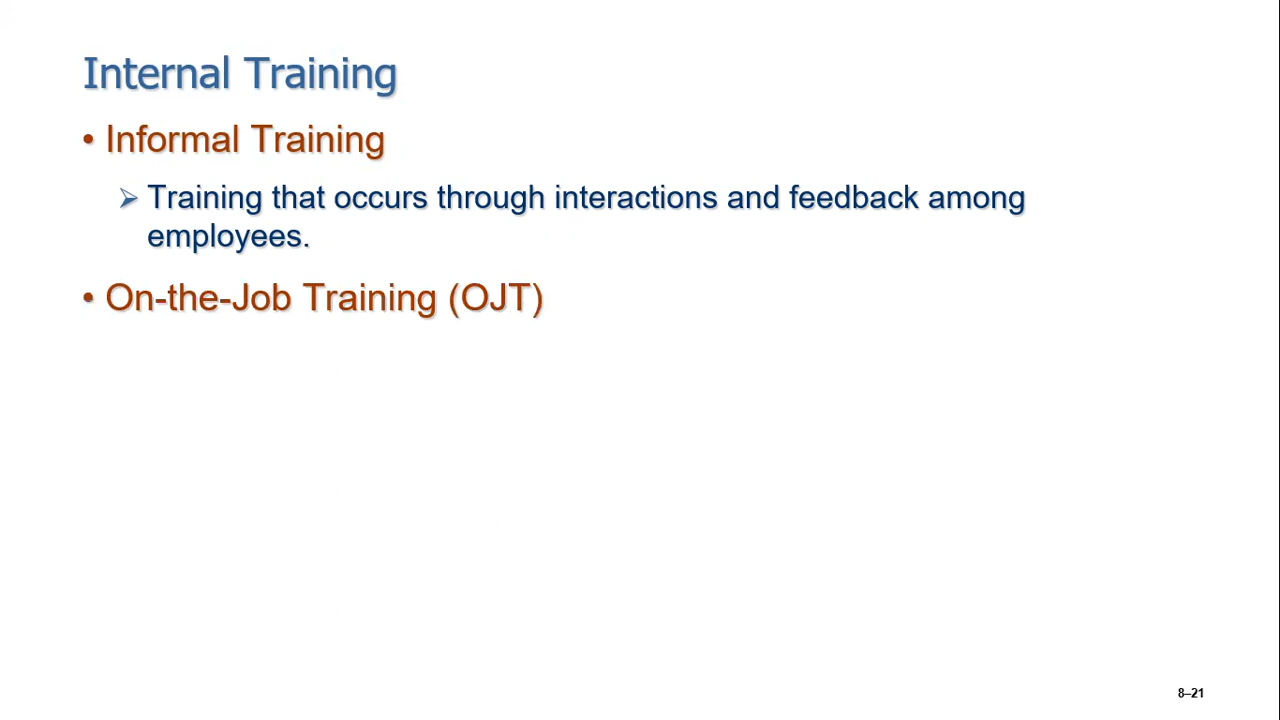 Internal Training
• Informal Training
➢ Training that occurs through interactions and feedback among
employees.
• On-the-Job Training (OJT)
8–21